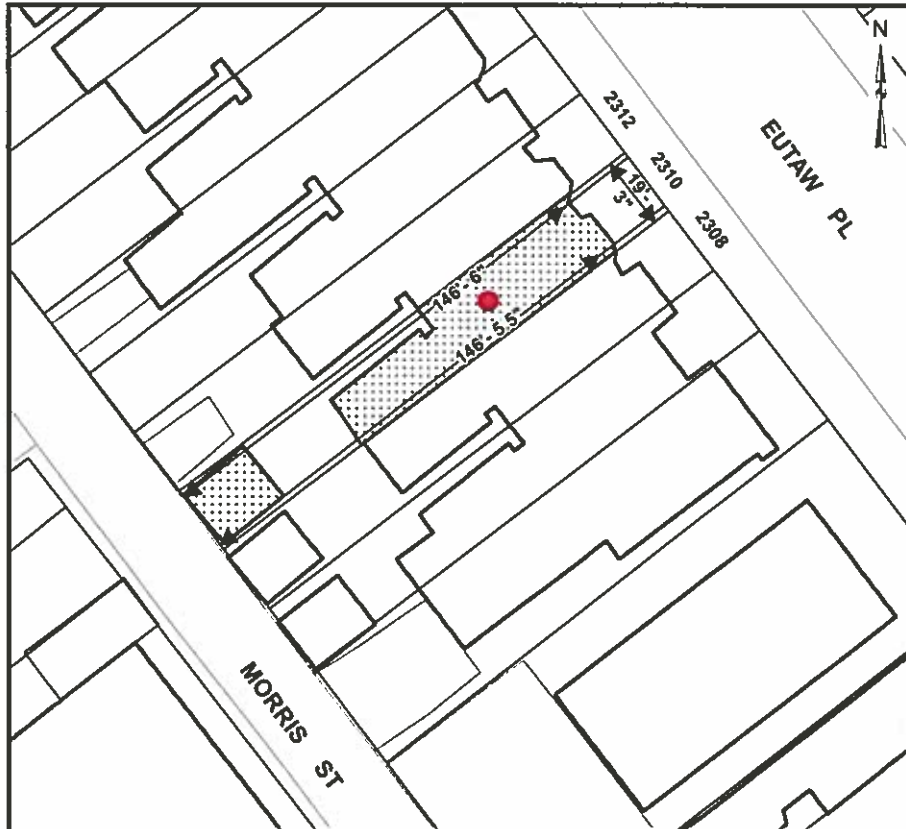 N
2312
EUTAW PL
2310
19'-
3"
2308
146'- 6"
146'- 5.5"
MORRIS ST